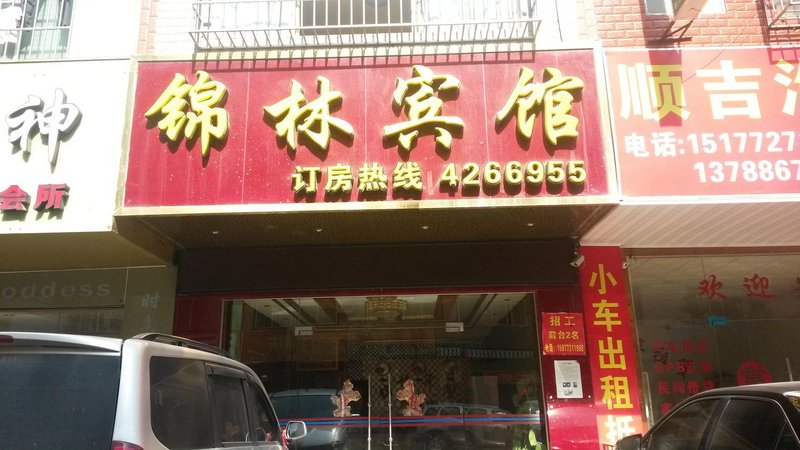 神
会所
oddess
锦林宾馆
订房热线 4266955
顺吉
电话:1517727
137886
招工
前台2名
小车出租
欢迎